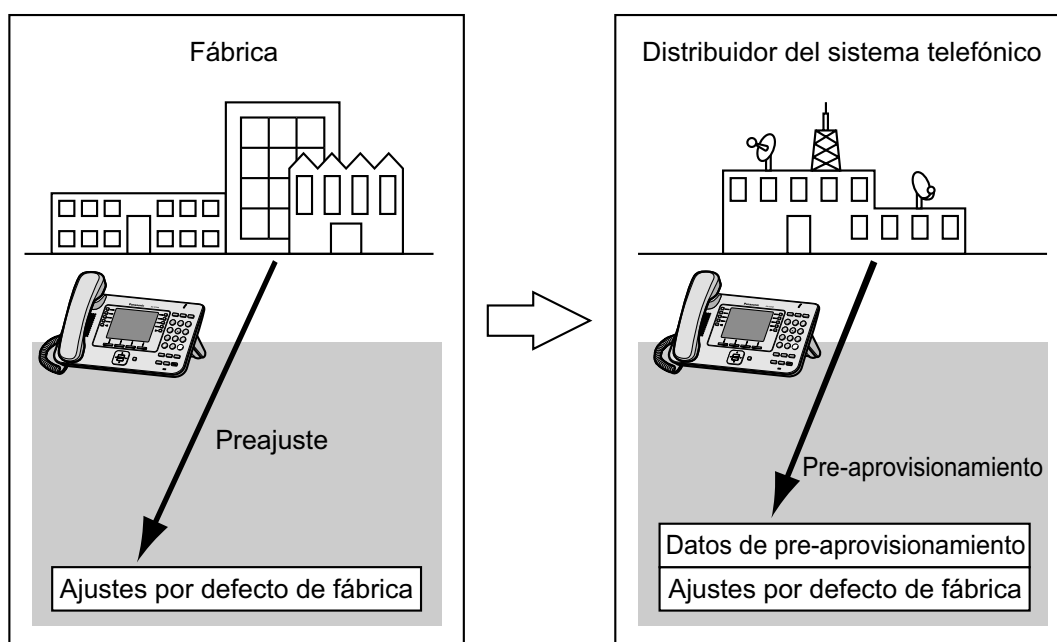 Fábrica
Preajuste
Ajustes por defecto de fábrica
Distribuidor del sistema telefónico
Pre-aprovisionamiento
Datos de pre-aprovisionamiento
Ajustes por defecto de fábrica